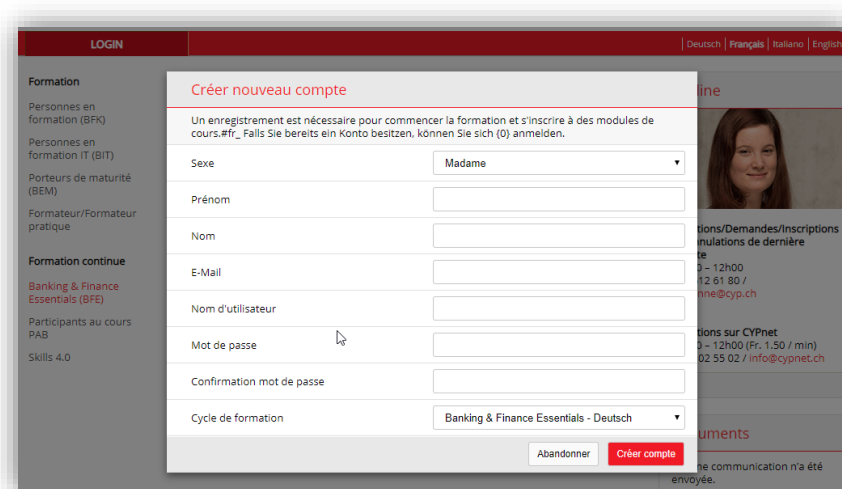 LOGIN
Deutsch | Français | Italiano | English
Formation
Personnes en
formation (BFK)
Personnes en
formation IT (BIT)
Porteurs de maturité
(BEM)
Formateur/Formateur
pratique
Formation continue
Banking & Finance
Essentials (BFE)
Participants au cours
PAB
Skills 4.0
Créer nouveau compte
Un enregistrement est nécessaire pour commencer la formation et s'inscrire à des modules de
cours.#fr_ Falls Sie bereits ein Konto besitzen, können Sie sich {0} anmelden.
Sexe
Madame
Prénom
Nom
E-Mail
Nom d'utilisateur
Mot de passe
Confirmation mot de passe
Cycle de formation
Banking & Finance Essentials - Deutsch
Abandonner
Créer compte
line
tions/Demandes/Inscriptions
nnulations de dernière
te
0 – 12h00
12 61 80 /
nne@cyp.ch
tions sur CYPnet
0 – 12h00 (Fr. 1.50 / min)
02 55 02 / info@cypnet.ch
uments
ne communication n'a été
envoyée.